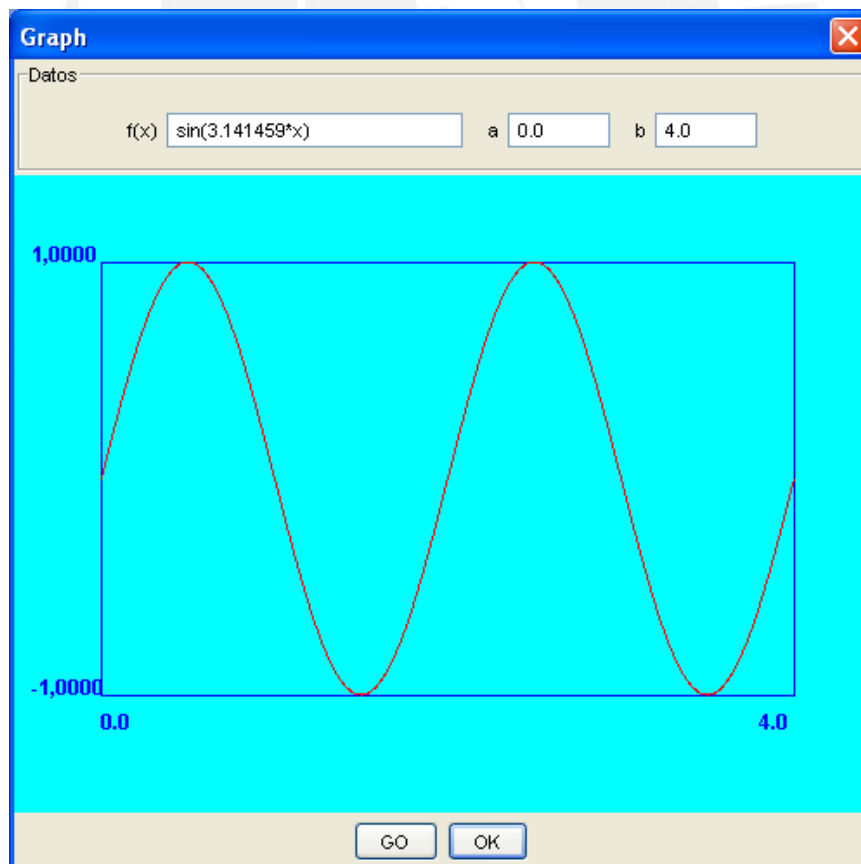 Graph
Datos
f(x) sin(3.141459*x) a 0.0 b 4.0
1,0000
-1,0000
0.0 4.0
GO OK